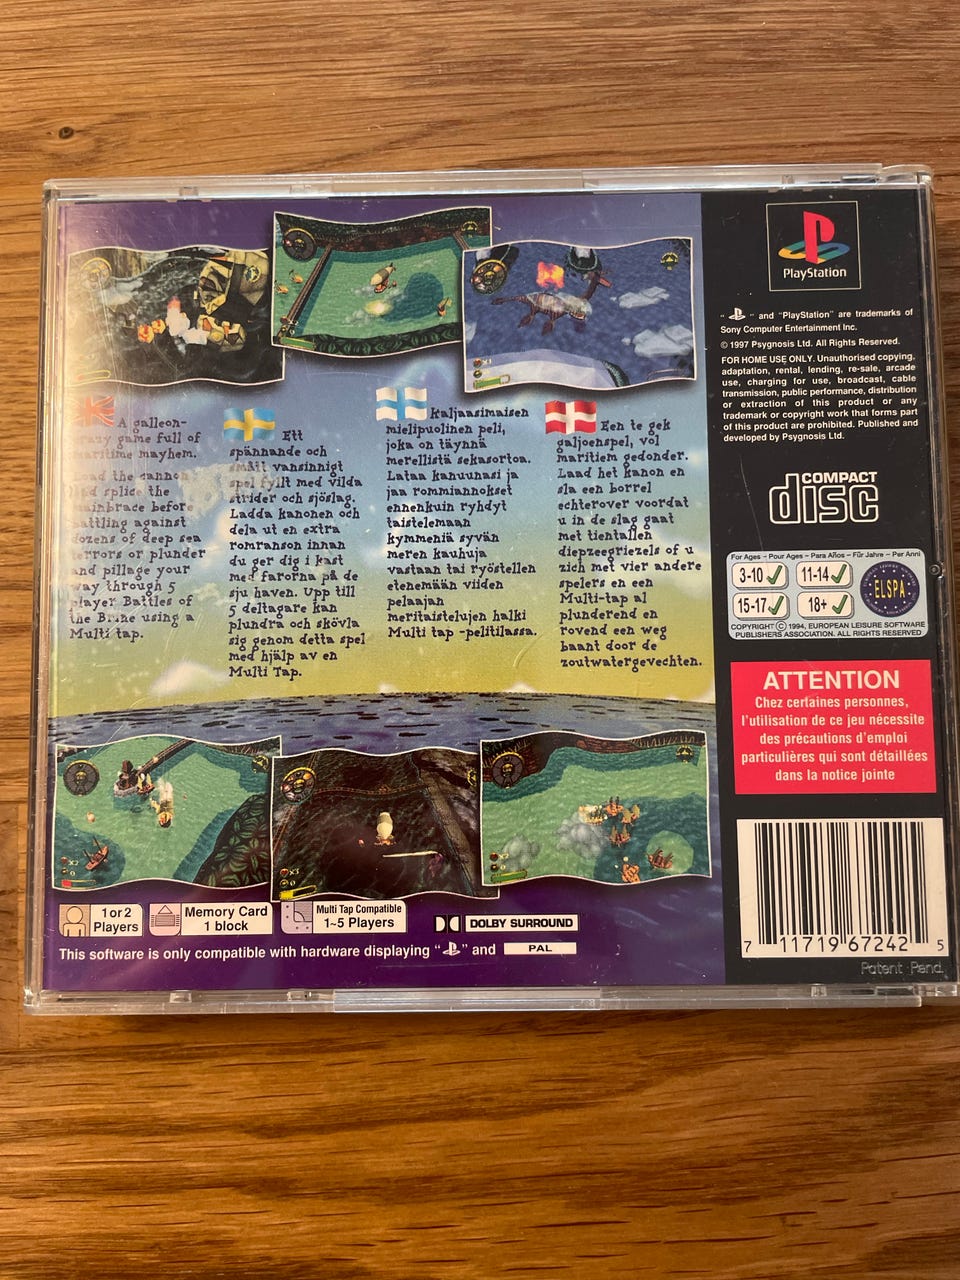 A galleon-
crazy game full of
maritime mayhem.
Load the cannon
and splice the
mainbrace before
battling against
dozens of deep sea
terrors or plunder
and pillage your
way through 5
player Battles of
the Brine using a
Multi tap.
Ett
spännande och
smått vansinnigt
spel fyllt med vilda
strider och sjöslag.
Ladda kanonen och
dela ut en extra
romranson innan
du ger dig i kast
med farorna på de
sju haven. Upp till
5 deltagare kan
plundra och skövla
sig genom detta spel
med hjälp av en
Multi Tap.
Kaljaasimaisen
mielipuolinen peli,
joka on täynnä
merellistä sekasortoa.
Lataa kanuunasi ja
jaa rommiannokset
ennenkuin ryhdyt
taistelemaan
kymmeniä syvän
meren kauhuja
vastaan tai ryöstellen
etenemään viiden
pelaajan
meritaistelujen halki
Multi tap -pelitilassa.
Een te gek
galjoenspel, vol
maritiem gedonder.
Laad het kanon en
sla een borrel
echterover voordat
u in de slag gaat
met tientallen
diepzeegriezels of u
zich met vier andere
spelers en een
Multi-tap al
plunderend en
rovend een weg
baant door de
zoutwatergevechten.
1 or 2
Players
Memory Card
1 block
Multi Tap Compatible
1~5 Players
DOLBY SURROUND
This software is only compatible with hardware displaying " " and PAL
PlayStation
" " and "PlayStation" are trademarks of
Sony Computer Entertainment Inc.
© 1997 Psygnosis Ltd. All Rights Reserved.
FOR HOME USE ONLY. Unauthorised copying,
adaptation, rental, lending, re-sale, arcade
use, charging for use, broadcast, cable
transmission, public performance, distribution
or extraction of this product or any
trademark or copyright work that forms part
of this product are prohibited. Published and
developed by Psygnosis Ltd.
COMPACT
disc
For Ages – Pour Ages – Para Años – Für Jahre – Per Anni
3-10 11-14
15-17 18+
ELSPA
COPYRIGHT © 1994, EUROPEAN LEISURE SOFTWARE
PUBLISHERS ASSOCIATION. ALL RIGHTS RESERVED
ATTENTION
Chez certaines personnes,
l'utilisation de ce jeu nécessite
des précautions d'emploi
particulières qui sont détaillées
dans la notice jointe
7 11719 67242 5
Patent Pend.